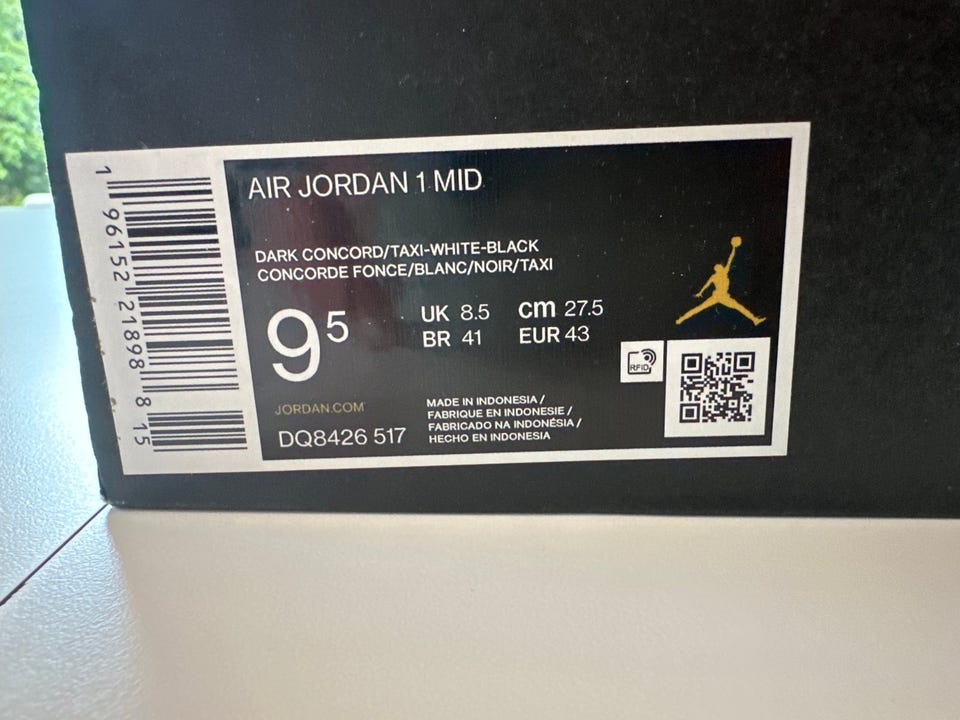 1 96152 21898 8 15
AIR JORDAN 1 MID
DARK CONCORD/TAXI-WHITE-BLACK
CONCORDE FONCE/BLANC/NOIR/TAXI
9 5
UK 8.5 cm 27.5
BR 41 EUR 43
RFID
JORDAN.COM
DQ8426 517
MADE IN INDONESIA /
FABRIQUE EN INDONESIE /
FABRICADO NA INDONÉSIA /
HECHO EN INDONESIA